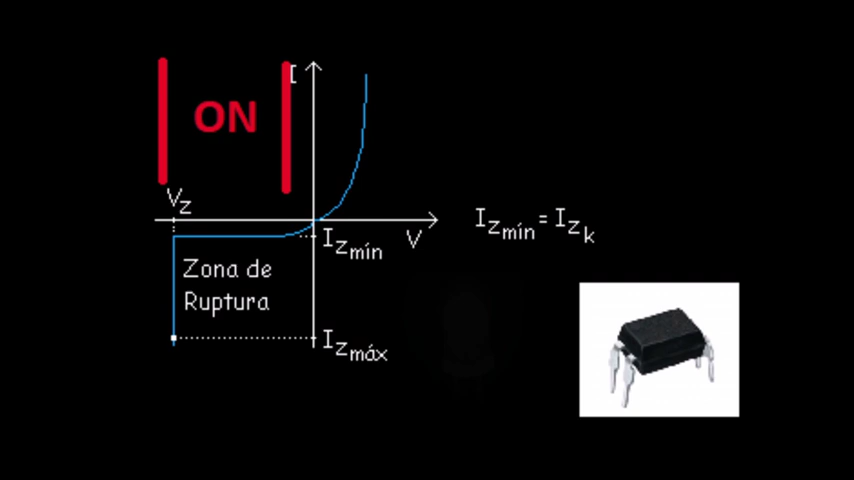 I
ON
Vz
Izmín
V
Izmín = Izk
Zona de
Ruptura
Izmáx